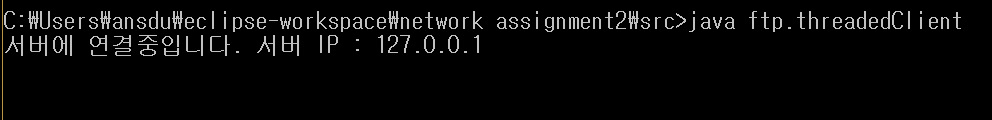 C:₩Users₩ansdu₩eclipse-workspace₩network assignment2₩src>java ftp.threadedClient
서버에 연결중입니다. 서버 IP : 127.0.0.1